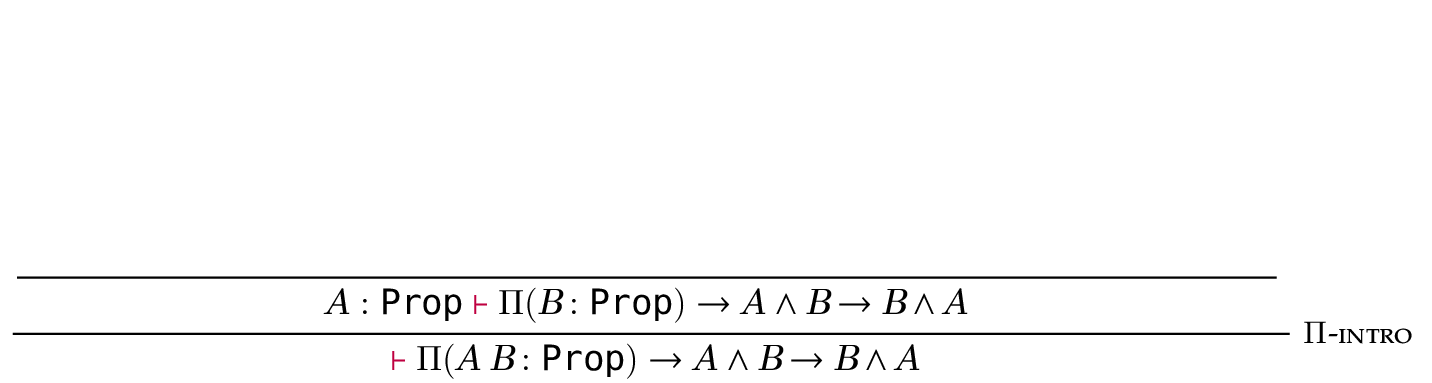 A : Prop ⊢ Π(B : Prop) → A ∧ B → B ∧ A
Π-INTRO
⊢ Π(A B : Prop) → A ∧ B → B ∧ A